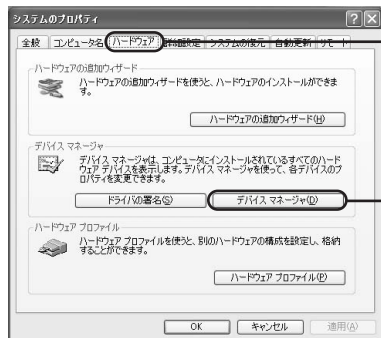 システムのプロパティ
全般 コンピュータ名 ハードウェア 詳細設定 システムの復元 自動更新 リモート
ハードウェアの追加ウィザード
ハードウェアの追加ウィザードを使うと、ハードウェアのインストールができま
す。
ハードウェアの追加ウィザード(H)
デバイス マネージャ
デバイス マネージャは、コンピュータにインストールされているすべてのハード
ウェア デバイスを表示します。デバイス マネージャを使って、各デバイスのプ
ロパティを変更できます。
ドライバの署名(S) デバイス マネージャ(D)
ハードウェア プロファイル
ハードウェア プロファイルを使うと、別のハードウェアの構成を設定し、格納
することができます。
ハードウェア プロファイル(P)
OK キャンセル 適用(A)